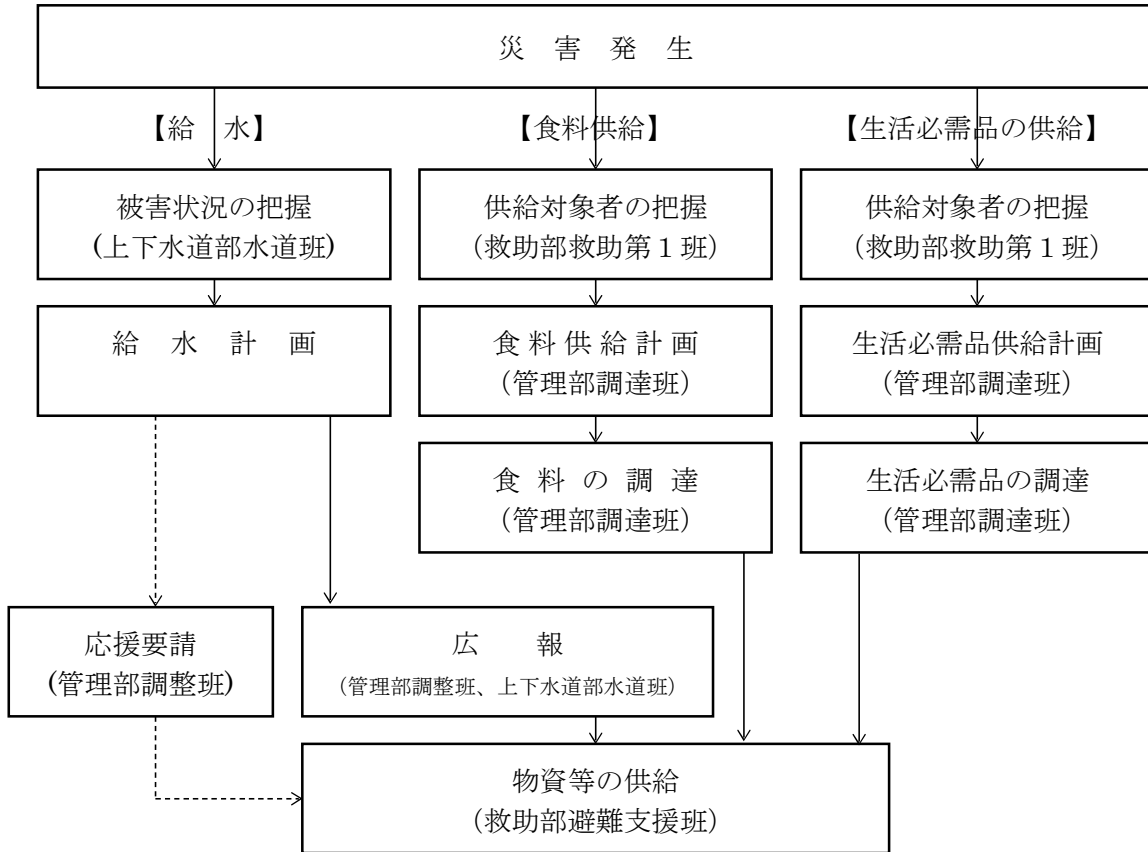 災　害　発　生
【給　水】
【食料供給】
【生活必需品の供給】
被害状況の把握
(上下水道部水道班)
供給対象者の把握
（救助部救助第１班）
供給対象者の把握
（救助部救助第１班）
給　水　計　画
食 料 供 給 計 画
（管理部調達班）
生活必需品供給計画
（管理部調達班）
食 料 の 調 達
（管理部調達班）
生活必需品の調達
（管理部調達班）
応援要請
(管理部調整班)
広　　報
（管理部調整班、上下水道部水道班）
物資等の供給
（救助部避難支援班）